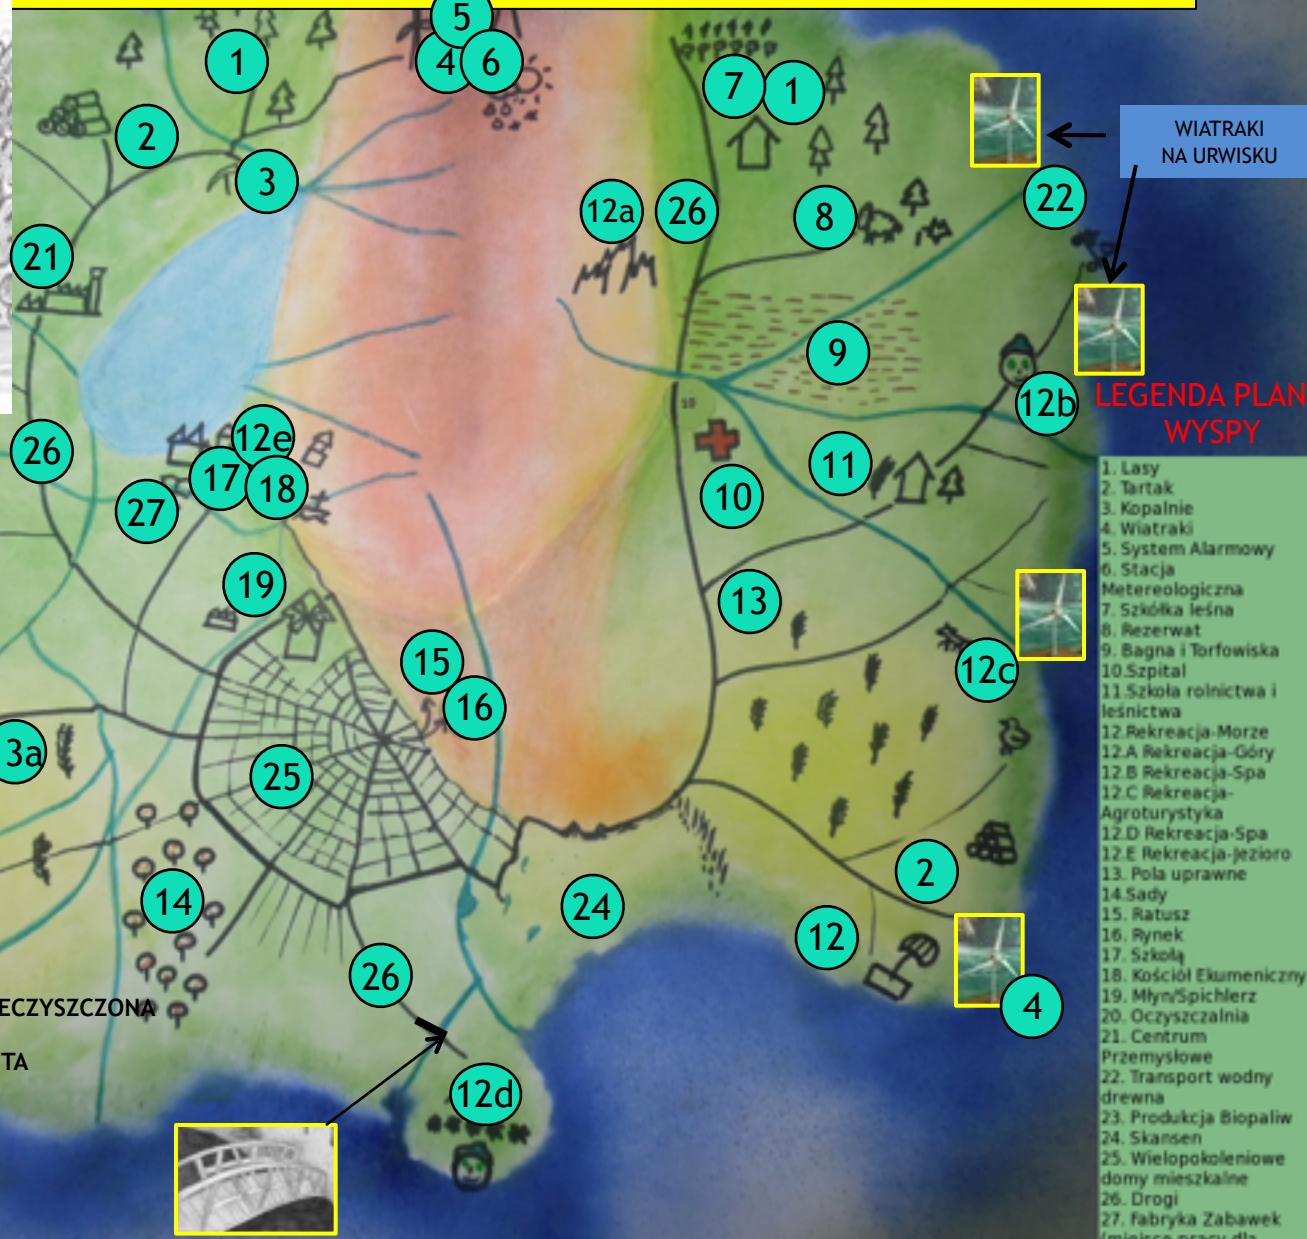 5
4 6
1
7 1
2
WIATRAKI
NA URWISKU
3
22
12a 26 8
21
9
12b
LEGENDA PLAN
WYSPY
26
12e
17 18
27
11
10
10
19
13
15
16
12c
3a
25
14
24
2
12
26
4
ECZYSZCZONA
TA
12d
1. Lasy
2. Tartak
3. Kopalnie
4. Wiatraki
5. System Alarmowy
6. Stacja
Metereologiczna
7. Szkółka leśna
8. Rezerwat
9. Bagna i Torfowiska
10.Szpital
11.Szkoła rolnictwa i
leśnictwa
12.Rekreacja-Morze
12.A Rekreacja-Góry
12.B Rekreacja-Spa
12.C Rekreacja-
Agroturystyka
12.D Rekreacja-Spa
12.E Rekreacja-Jezioro
13. Pola uprawne
14.Sady
15. Ratusz
16. Rynek
17. Szkołą
18. Kościół Ekumeniczny
19. Młyn/Spichlerz
20. Oczyszczalnia
21. Centrum
Przemysłowe
22. Transport wodny
drewna
23. Produkcja Biopaliw
24. Skansen
25. Wielopokoleniowe
domy mieszkalne
26. Drogi
27. Fabryka Zabawek
(miejsce pracy dla